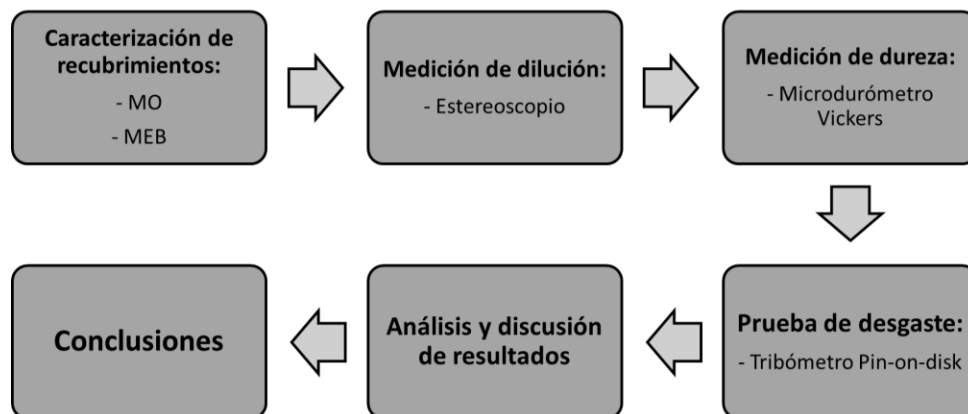 Caracterización de
recubrimientos:
- MO
- MEB
Medición de dilución:
- Estereoscopio
Medición de dureza:
- Microdurómetro
Vickers
Prueba de desgaste:
- Tribómetro Pin-on-disk
Análisis y discusión
de resultados
Conclusiones